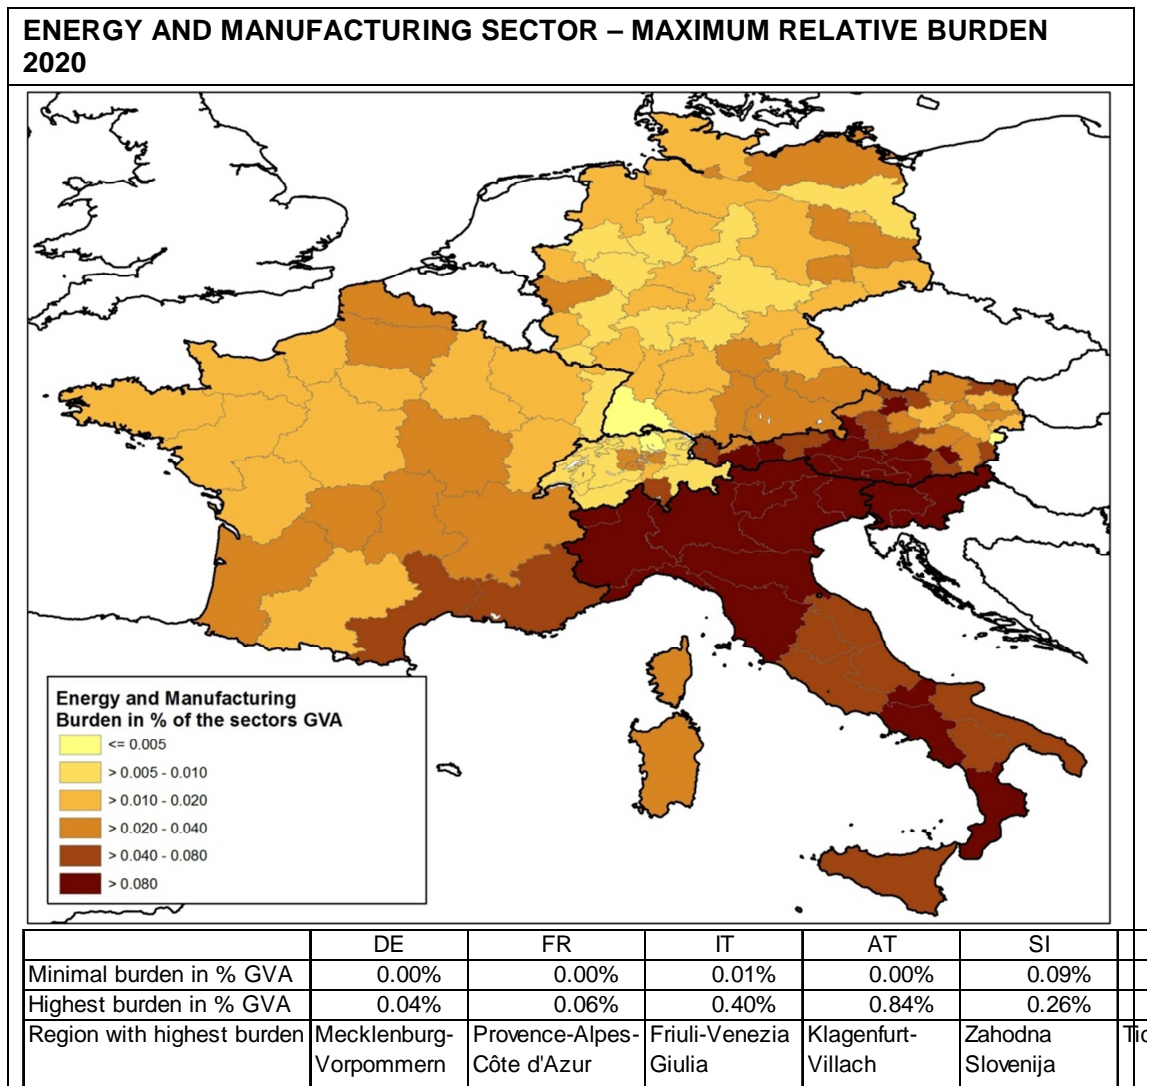 ENERGY AND MANUFACTURING SECTOR – MAXIMUM RELATIVE BURDEN
2020
Energy and Manufacturing
Burden in % of the sectors GVA
<= 0.005
> 0.005 - 0.010
> 0.010 - 0.020
> 0.020 - 0.040
> 0.040 - 0.080
> 0.080
DE FR IT AT SI
Minimal burden in % GVA 0.00% 0.00% 0.01% 0.00% 0.09%
Highest burden in % GVA 0.04% 0.06% 0.40% 0.84% 0.26%
Region with highest burden Mecklenburg- Provence-Alpes- Friuli-Venezia Klagenfurt- Zahodna
Vorpommern Côte d'Azur Giulia Villach Slovenija